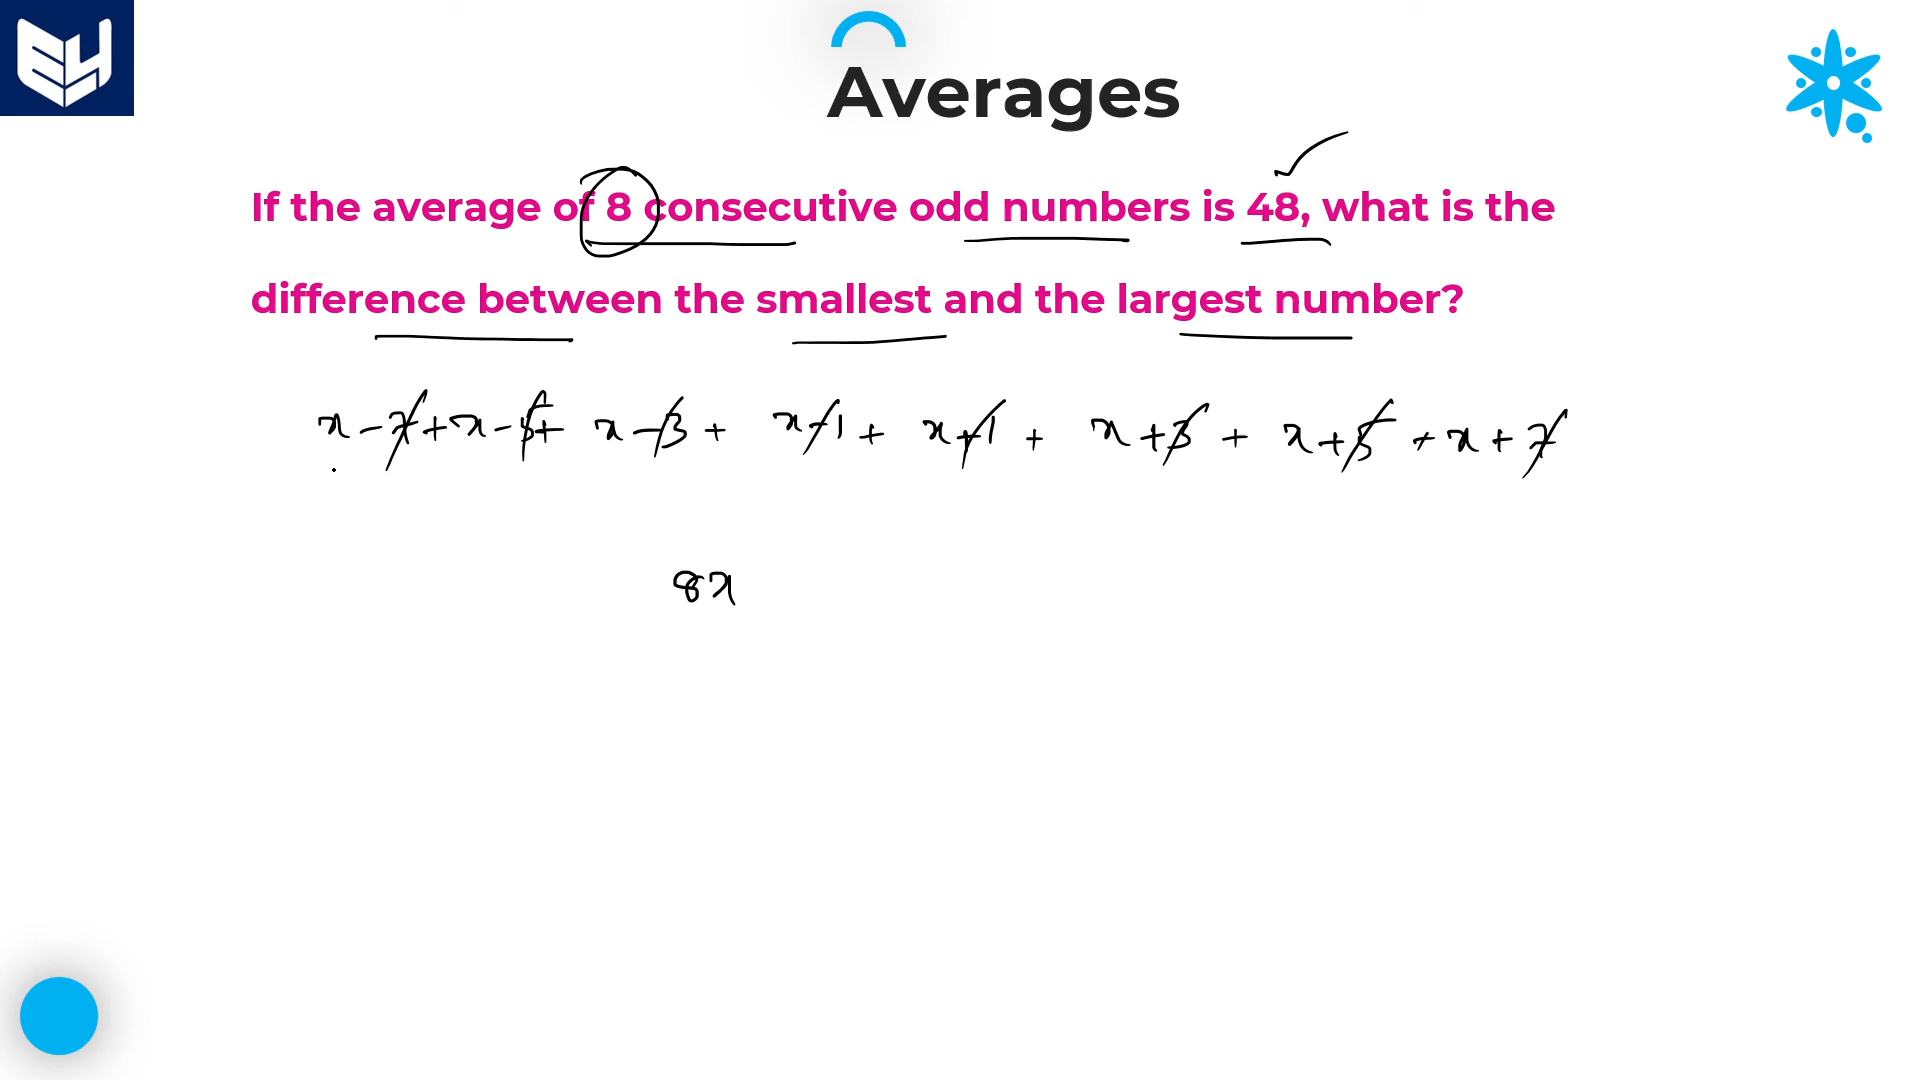 Averages
If the average of 8 consecutive odd numbers is 48, what is the
difference between the smallest and the largest number?
x - 7 + x - 5 + x - 3 + x - 1 + x + 1 + x + 3 + x + 5 + x + 7
8x